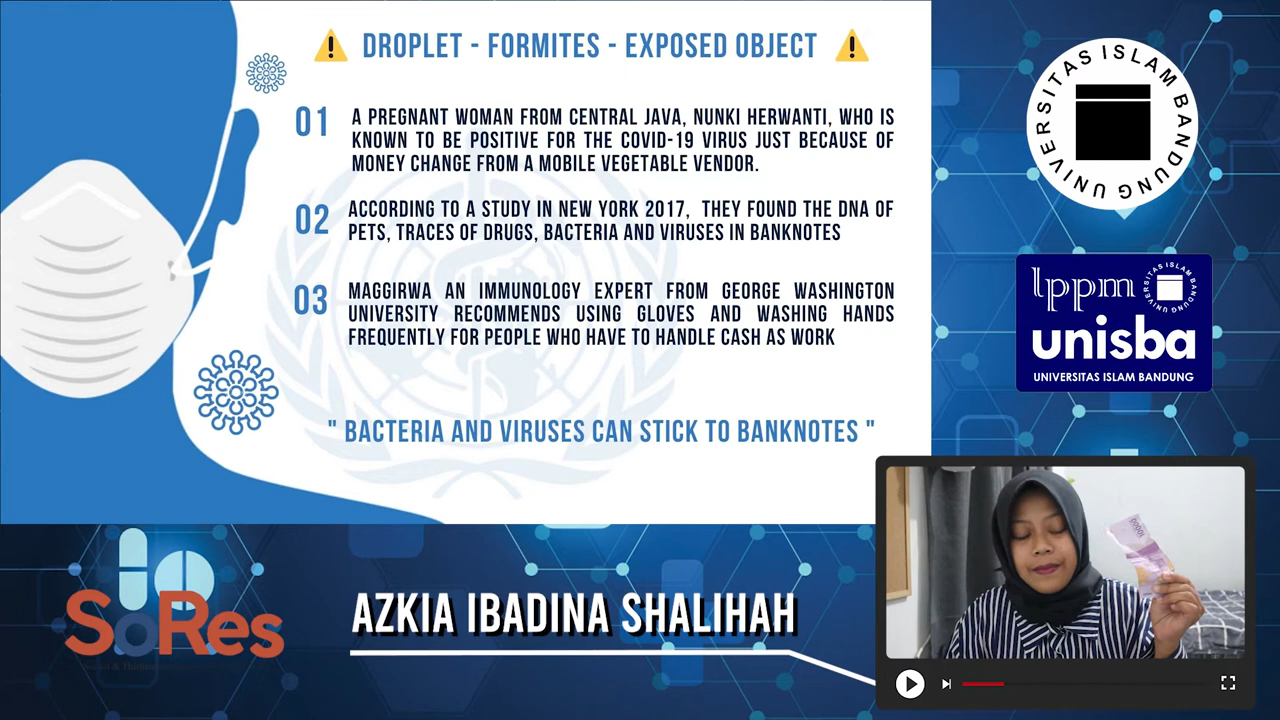 DROPLET - FORMITES - EXPOSED OBJECT
01
A PREGNANT WOMAN FROM CENTRAL JAVA, NUNKI HERWANTI, WHO IS
KNOWN TO BE POSITIVE FOR THE COVID-19 VIRUS JUST BECAUSE OF
MONEY CHANGE FROM A MOBILE VEGETABLE VENDOR.
02
ACCORDING TO A STUDY IN NEW YORK 2017, THEY FOUND THE DNA OF
PETS, TRACES OF DRUGS, BACTERIA AND VIRUSES IN BANKNOTES
03
MAGGIRWA AN IMMUNOLOGY EXPERT FROM GEORGE WASHINGTON
UNIVERSITY RECOMMENDS USING GLOVES AND WASHING HANDS
FREQUENTLY FOR PEOPLE WHO HAVE TO HANDLE CASH AS WORK
" BACTERIA AND VIRUSES CAN STICK TO BANKNOTES "
UNIVERSITAS ISLAM BANDUNG
lppm
UNIVERSITAS ISLAM BANDUNG
unisba
UNIVERSITAS ISLAM BANDUNG
SoRes
AZKIA IBADINA SHALIHAH